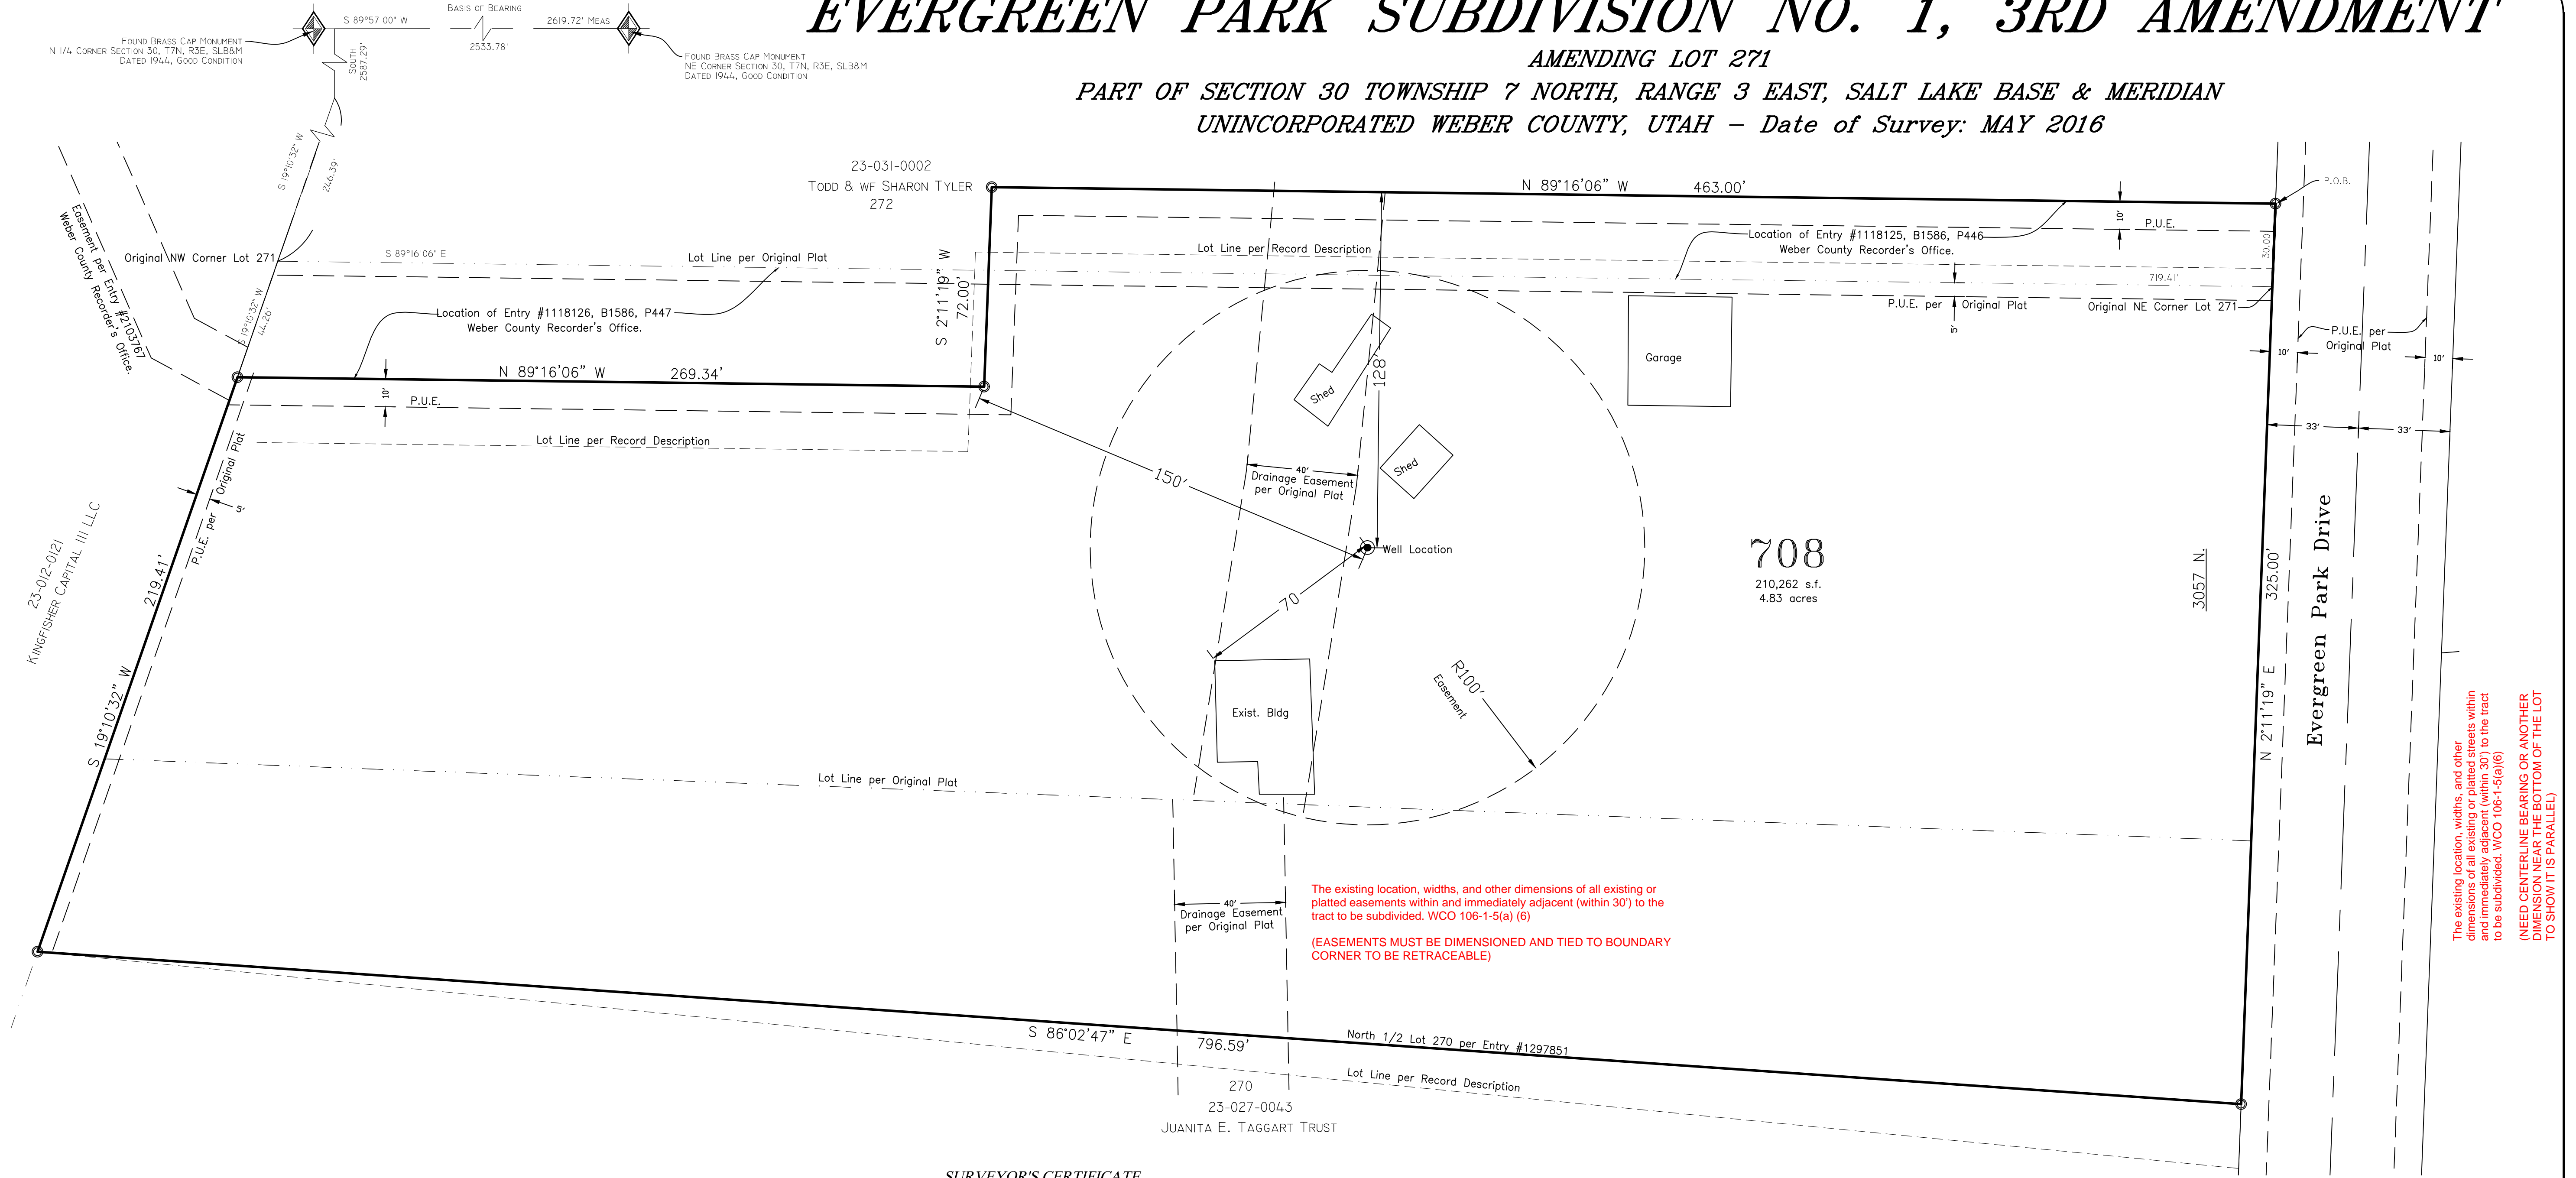 EVERGREEN PARK SUBDIVISION NO. 1, 3RD AMENDMENT
AMENDING LOT 271
PART OF SECTION 30 TOWNSHIP 7 NORTH, RANGE 3 EAST, SALT LAKE BASE & MERIDIAN
UNINCORPORATED WEBER COUNTY, UTAH – Date of Survey: MAY 2016
BASIS OF BEARING
S 89°57'00" W
2619.72' MEAS
2533.78'
FOUND BRASS CAP MONUMENT
N 1/4 CORNER SECTION 30, T7N, R3E, SLB&M
DATED 1944, GOOD CONDITION
SOUTH
2587.29'
FOUND BRASS CAP MONUMENT
NE CORNER SECTION 30, T7N, R3E, SLB&M
DATED 1944, GOOD CONDITION
S 19°10'32" W
246.39'
Easement per Entry #2103767
Weber County Recorder's Office.
Original NW Corner Lot 271
S 89°16'06" E
Lot Line per Original Plat
S 19°10'32" W
44.26'
23-031-0002
TODD & WF SHARON TYLER
272
N 89°16'06" W
463.00'
P.O.B.
10'
P.U.E.
30.00'
Lot Line per Record Description
Location of Entry #1118125, B1586, P446
Weber County Recorder's Office.
719.41'
P.U.E. per Original Plat
5'
Original NE Corner Lot 271
S 2°11'19" W
72.00'
Location of Entry #1118126, B1586, P447
Weber County Recorder's Office.
N 89°16'06" W
269.34'
10'
P.U.E.
Lot Line per Record Description
P.U.E. per Original Plat
5'
128'
Shed
Shed
Garage
P.U.E. per
Original Plat
10'
10'
33'
33'
40'
Drainage Easement
per Original Plat
150'
Well Location
70
708
210,262 s.f.
4.83 acres
3057 N.
325.00'
N 2°11'19" E
Evergreen Park Drive
23-012-0121
KINGFISHER CAPITAL III LLC
219.41'
S 19°10'32" W
Exist. Bldg
R100'
Easement
Lot Line per Original Plat
40'
Drainage Easement
per Original Plat
The existing location, widths, and other dimensions of all existing or
platted easements within and immediately adjacent (within 30') to the
tract to be subdivided. WCO 106-1-5(a) (6)
(EASEMENTS MUST BE DIMENSIONED AND TIED TO BOUNDARY
CORNER TO BE RETRACEABLE)
The existing location, widths, and other
dimensions of all existing or platted streets within
and immediately adjacent (within 30') to the tract
to be subdivided. WCO 106-1-5(a)(6)
(NEED CENTERLINE BEARING OR ANOTHER
DIMENSION NEAR THE BOTTOM OF THE LOT
TO SHOW IT IS PARALLEL)
S 86°02'47" E
796.59'
North 1/2 Lot 270 per Entry #1297851
Lot Line per Record Description
270
23-027-0043
JUANITA E. TAGGART TRUST
SURVEYOR'S CERTIFICATE